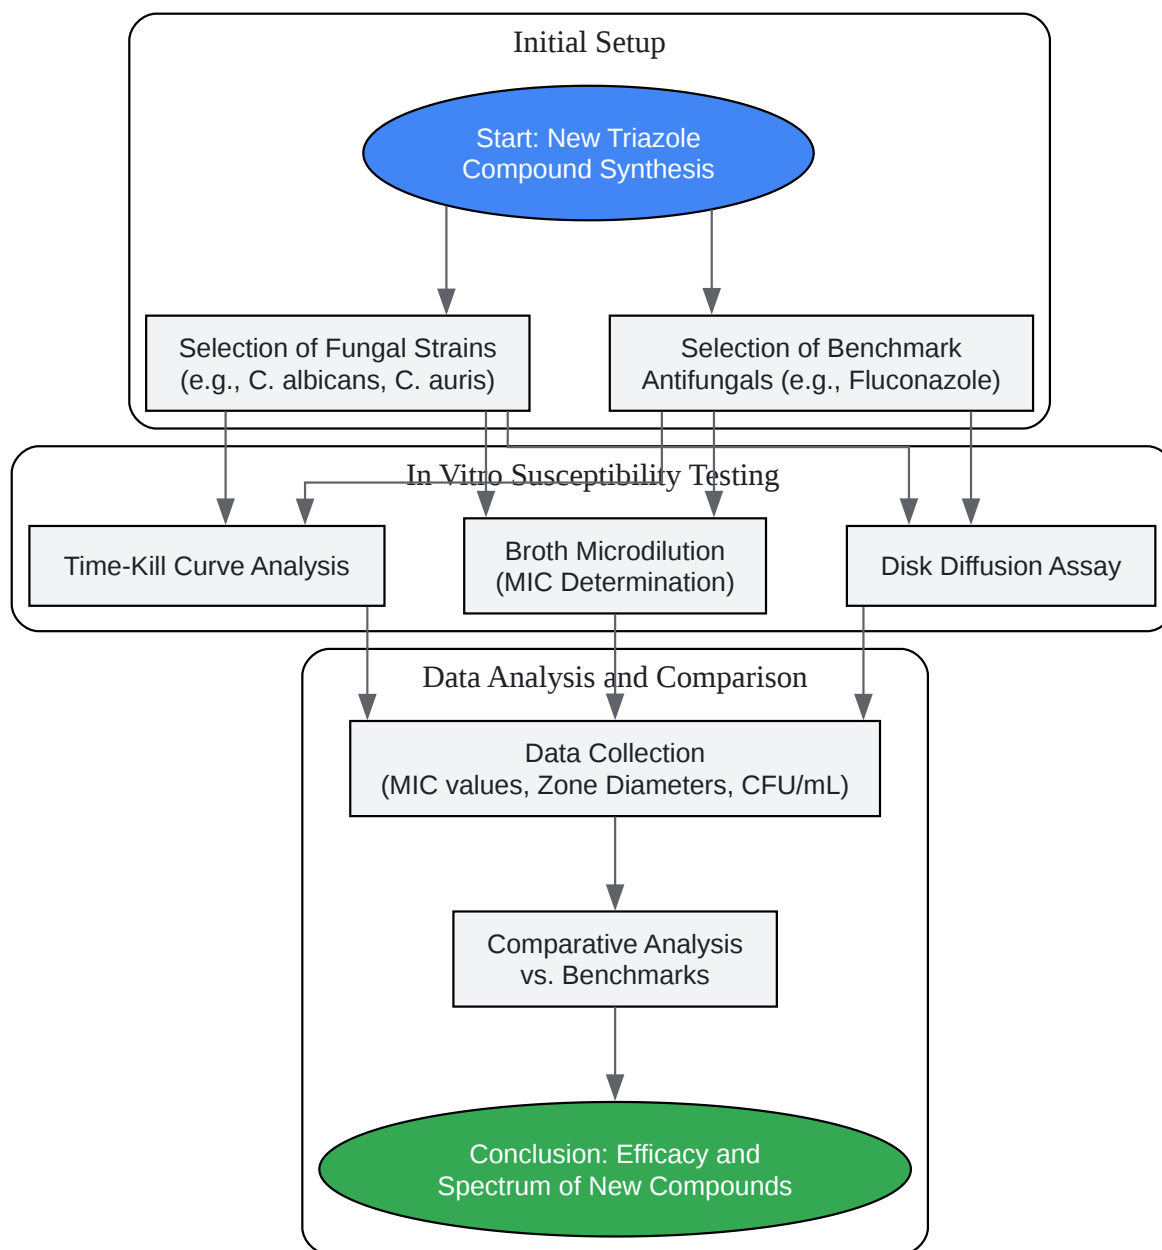 Initial Setup
Start: New Triazole
Compound Synthesis
Selection of Fungal Strains
(e.g., C. albicans, C. auris)
Selection of Benchmark
Antifungals (e.g., Fluconazole)
In Vitro Susceptibility Testing
Time-Kill Curve Analysis
Broth Microdilution
(MIC Determination)
Disk Diffusion Assay
Data Analysis and Comparison
Data Collection
(MIC values, Zone Diameters, CFU/mL)
Comparative Analysis
vs. Benchmarks
Conclusion: Efficacy and
Spectrum of New Compounds